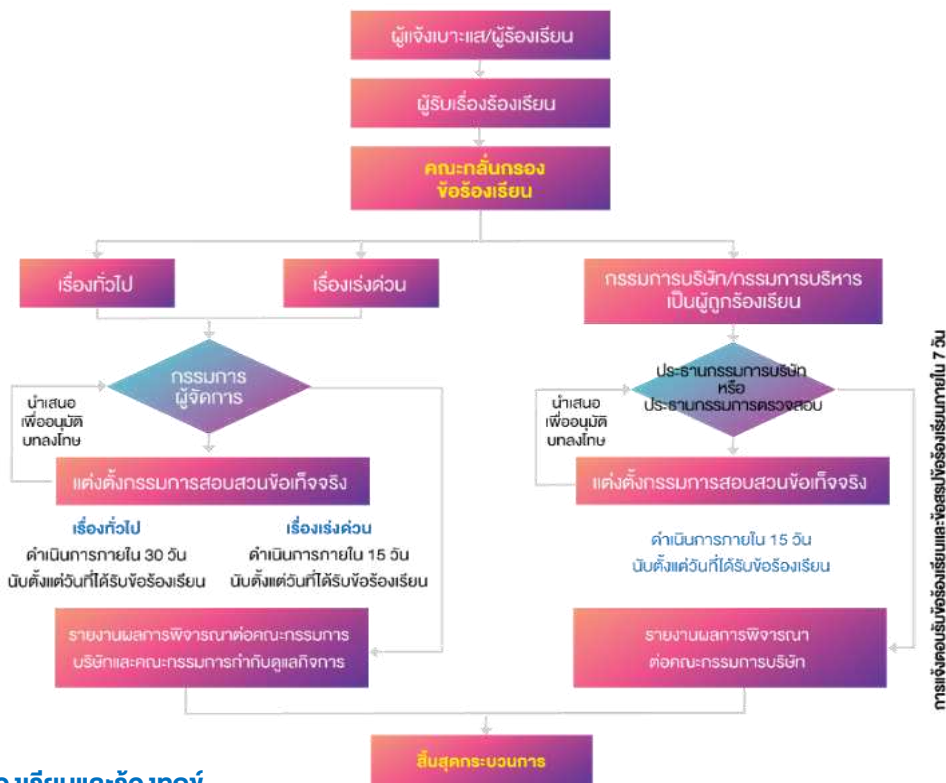 ผู้แจ้งเบาะแส/ผู้ร้องเรียน
ผู้รับเรื่องร้องเรียน
คณะกลั่นกรอง
ข้อร้องเรียน
เรื่องทั่วไป
เรื่องเร่งด่วน
กรรมการบริษัท/กรรมการบริหาร
เป็นผู้ถูกร้องเรียน
กรรมการ
ผู้จัดการ
นำเสนอ
เพื่ออนุมัติ
บทลงโทษ
แต่งตั้งกรรมการสอบสวนข้อเท็จจริง
เรื่องทั่วไป
ดำเนินการภายใน 30 วัน
นับตั้งแต่วันที่ได้รับข้อร้องเรียน
เรื่องเร่งด่วน
ดำเนินการภายใน 15 วัน
นับตั้งแต่วันที่ได้รับข้อร้องเรียน
รายงานผลการพิจารณาต่อคณะกรรมการ
บริษัทและคณะกรรมการกำกับดูแลกิจการ
ประธานกรรมการบริษัท
หรือ
ประธานกรรมการตรวจสอบ
นำเสนอ
เพื่ออนุมัติ
บทลงโทษ
แต่งตั้งกรรมการสอบสวนข้อเท็จจริง
ดำเนินการภายใน 15 วัน
นับตั้งแต่วันที่ได้รับข้อร้องเรียน
รายงานผลการพิจารณา
ต่อคณะกรรมการบริษัท
การแจ้งตอบรับข้อร้องเรียนและข้อสรุปข้อร้องเรียนภายใน 7 วัน
สิ้นสุดกระบวนการ